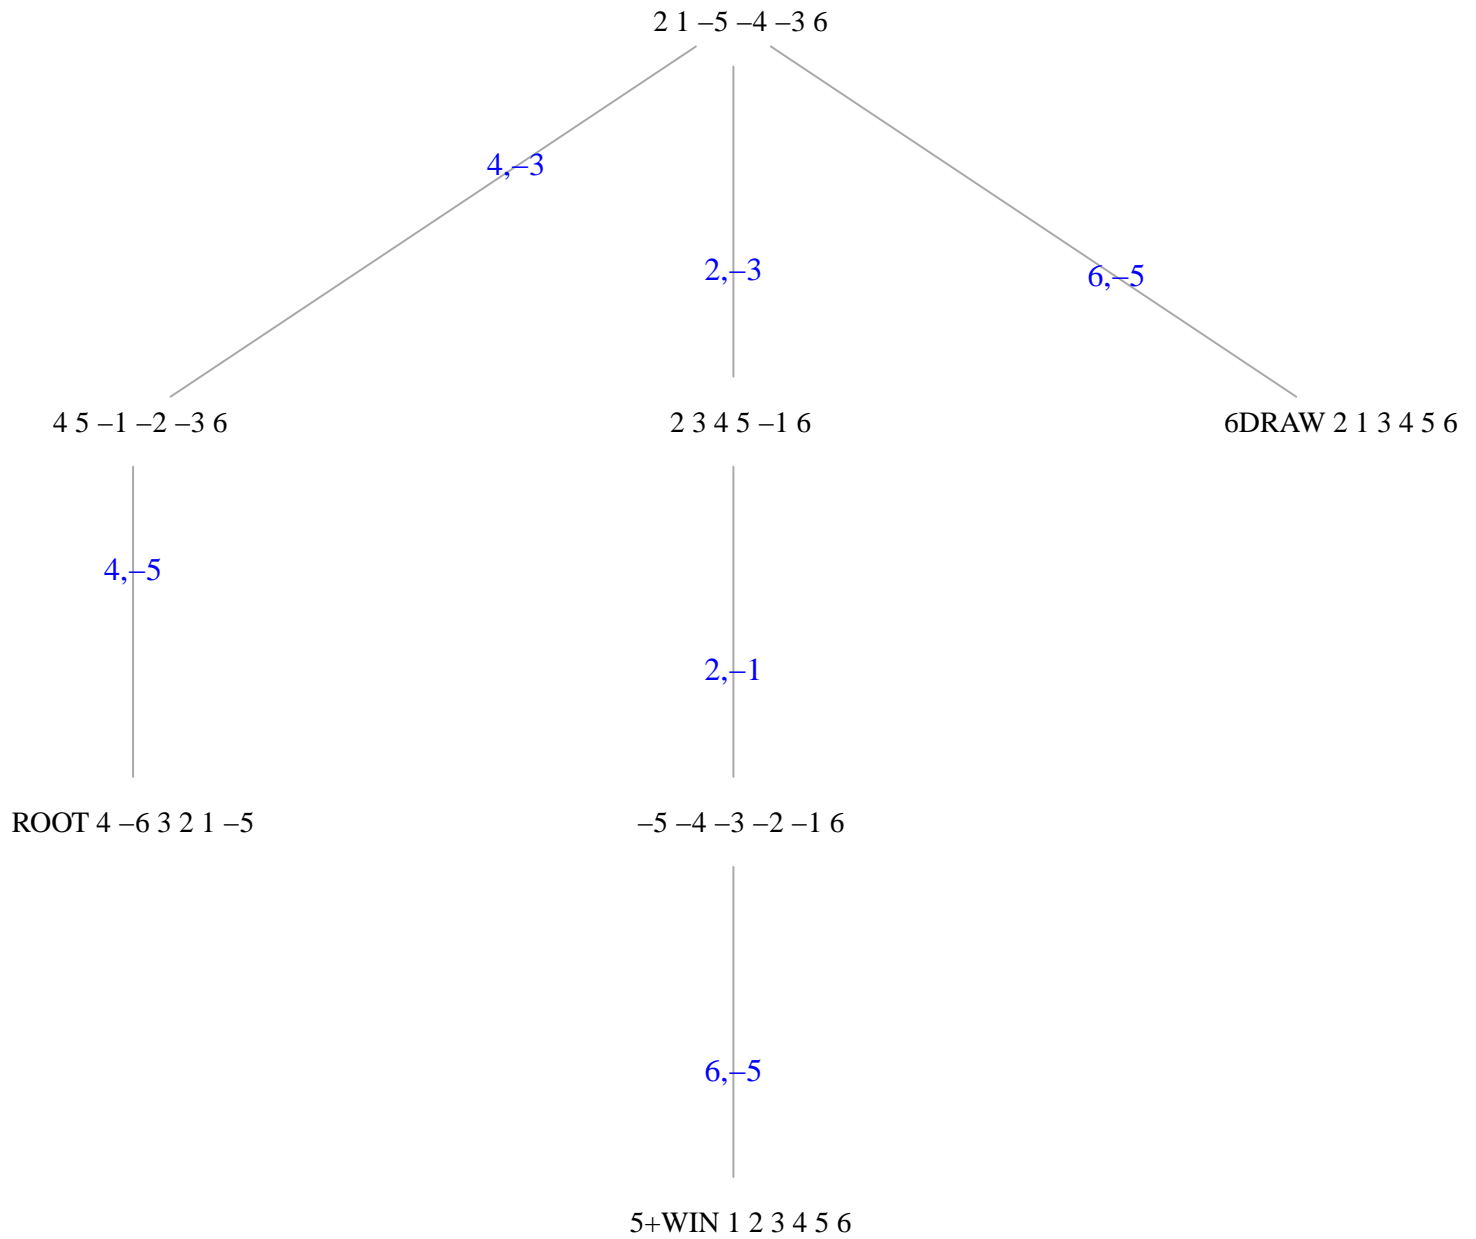 2 1 –5 –4 –3 6
4,–3
2,–3
6,–5
4 5 –1 –2 –3 6
2 3 4 5 –1 6
6DRAW 2 1 3 4 5 6
4,–5
2,–1
ROOT 4 –6 3 2 1 –5
–5 –4 –3 –2 –1 6
6,–5
5+WIN 1 2 3 4 5 6